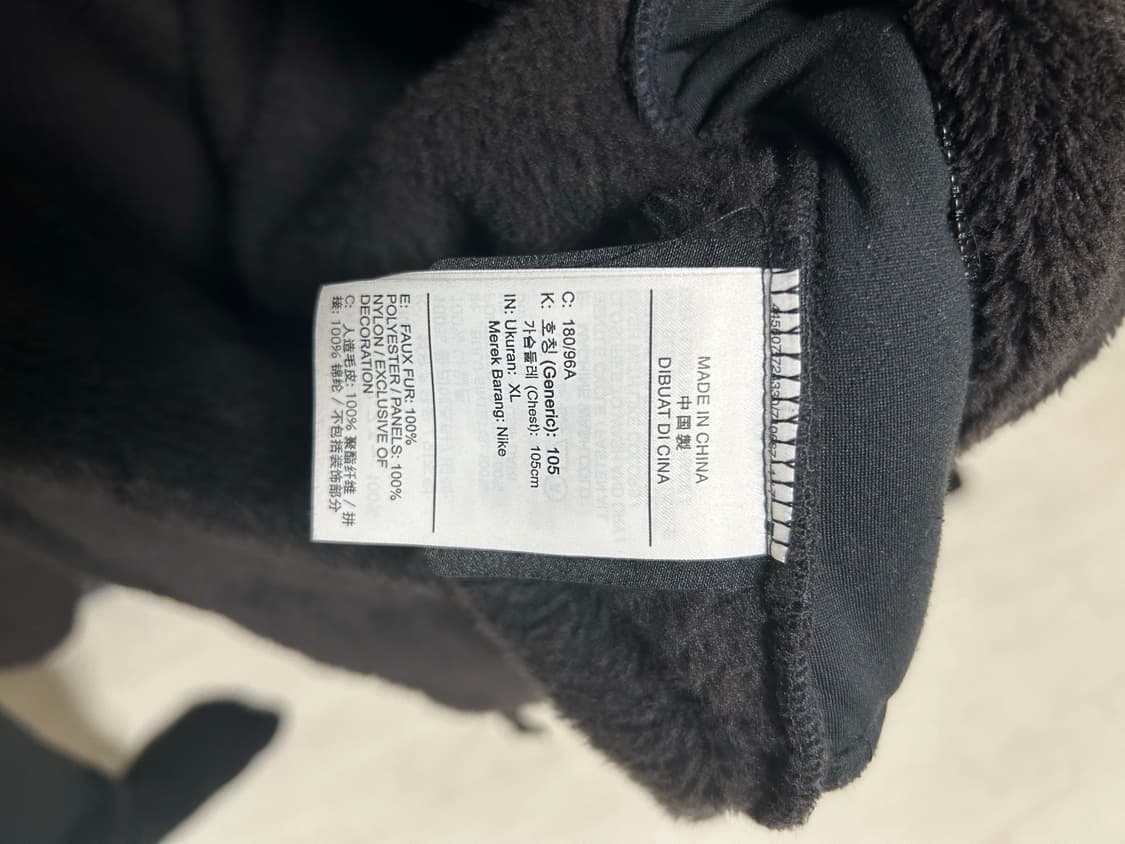 MADE IN CHINA
中国製
DIBUAT DI CINA
C: 180/96A
K: 호칭 (Generic): 105
가슴둘레 (Chest): 105cm
IN: Ukuran: XL
Merek Barang: Nike
E: FAUX FUR: 100%
POLYESTER / PANELS: 100%
NYLON / EXCLUSIVE OF
DECORATION
C: 人造毛皮: 100% 聚酯纤维 / 拼
接: 100% 锦纶 / 不包括装饰部分